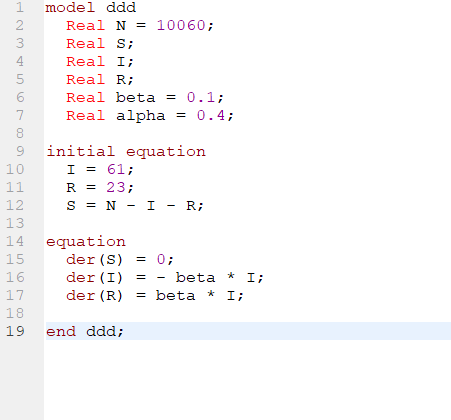 1 model ddd
2 Real N = 10060;
3 Real S;
4 Real I;
5 Real R;
6 Real beta = 0.1;
7 Real alpha = 0.4;
8
9 initial equation
10 I = 61;
11 R = 23;
12 S = N - I - R;
13
14 equation
15 der(S) = 0;
16 der(I) = - beta * I;
17 der(R) = beta * I;
18
19 end ddd;